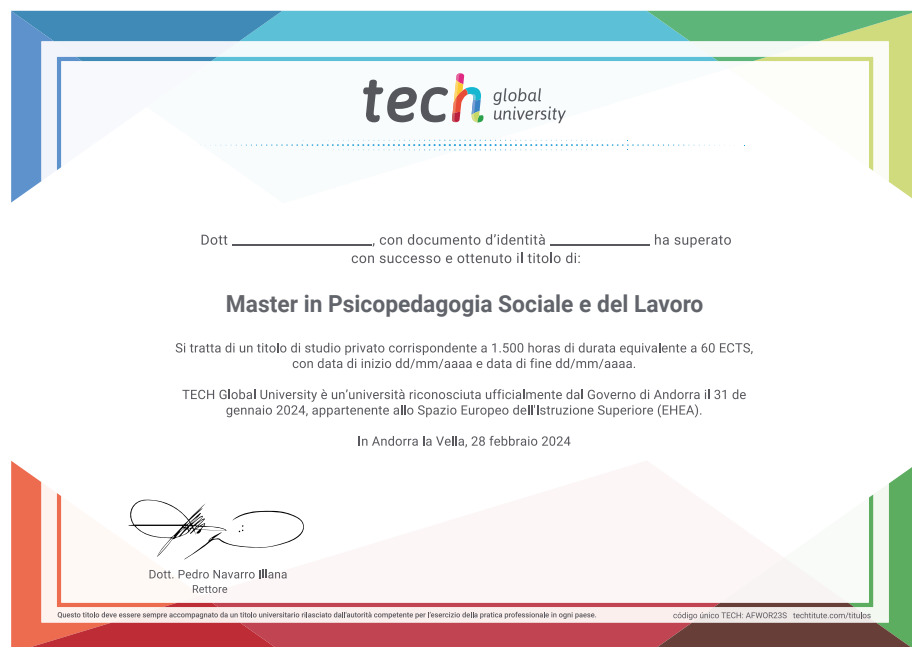 tech global university
Dott ____________________, con documento d'identità __________________ ha superato
con successo e ottenuto il titolo di:
Master in Psicopedagogia Sociale e del Lavoro
Si tratta di un titolo di studio privato corrispondente a 1.500 horas di durata equivalente a 60 ECTS,
con data di inizio dd/mm/aaaa e data di fine dd/mm/aaaa.
TECH Global University è un'università riconosciuta ufficialmente dal Governo di Andorra il 31 de
gennaio 2024, appartenente allo Spazio Europeo dell'Istruzione Superiore (EHEA).
In Andorra la Vella, 28 febbraio 2024
Dott. Pedro Navarro Illana
Rettore
Questo titolo deve essere sempre accompagnato da un titolo universitario rilasciato dall'autorità competente per l'esercizio della pratica professionale in ogni paese.
código único TECH: AFWOR23S techtitute.com/titulos